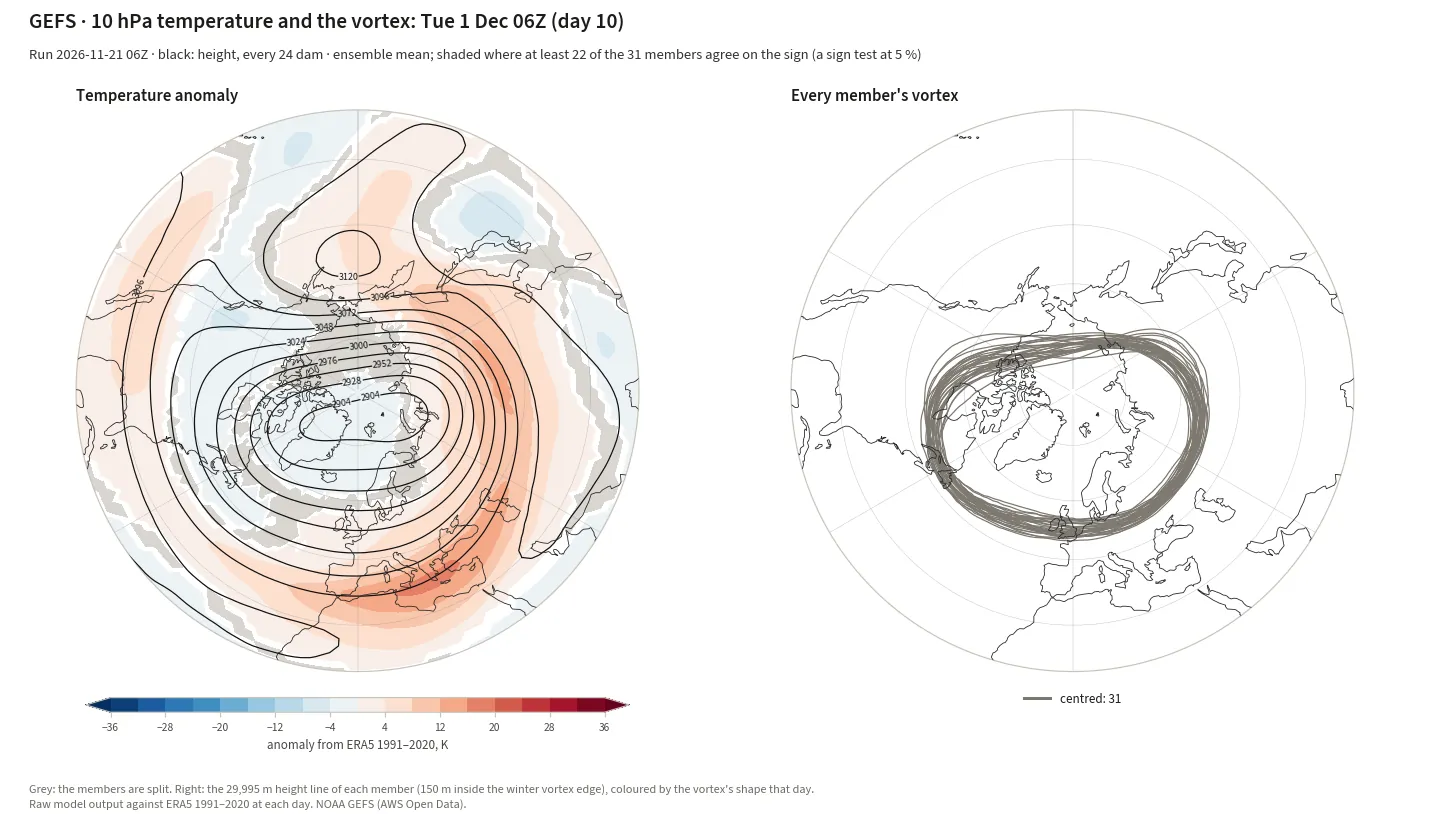 GEFS · 10 hPa temperature and the vortex: Tue 1 Dec 06Z (day 10)
Run 2026-11-21 06Z · black: height, every 24 dam · ensemble mean; shaded where at least 22 of the 31 members agree on the sign (a sign test at 5 %)
Temperature anomaly
Every member's vortex
3096
3120
3096
3072
3048
3024
3000
2976
2952
2928
2904
2904
−36 −28 −20 −12 −4 4 12 20 28 36
anomaly from ERA5 1991–2020, K
centred: 31
Grey: the members are split. Right: the 29,995 m height line of each member (150 m inside the winter vortex edge), coloured by the vortex's shape that day.
Raw model output against ERA5 1991–2020 at each day. NOAA GEFS (AWS Open Data).